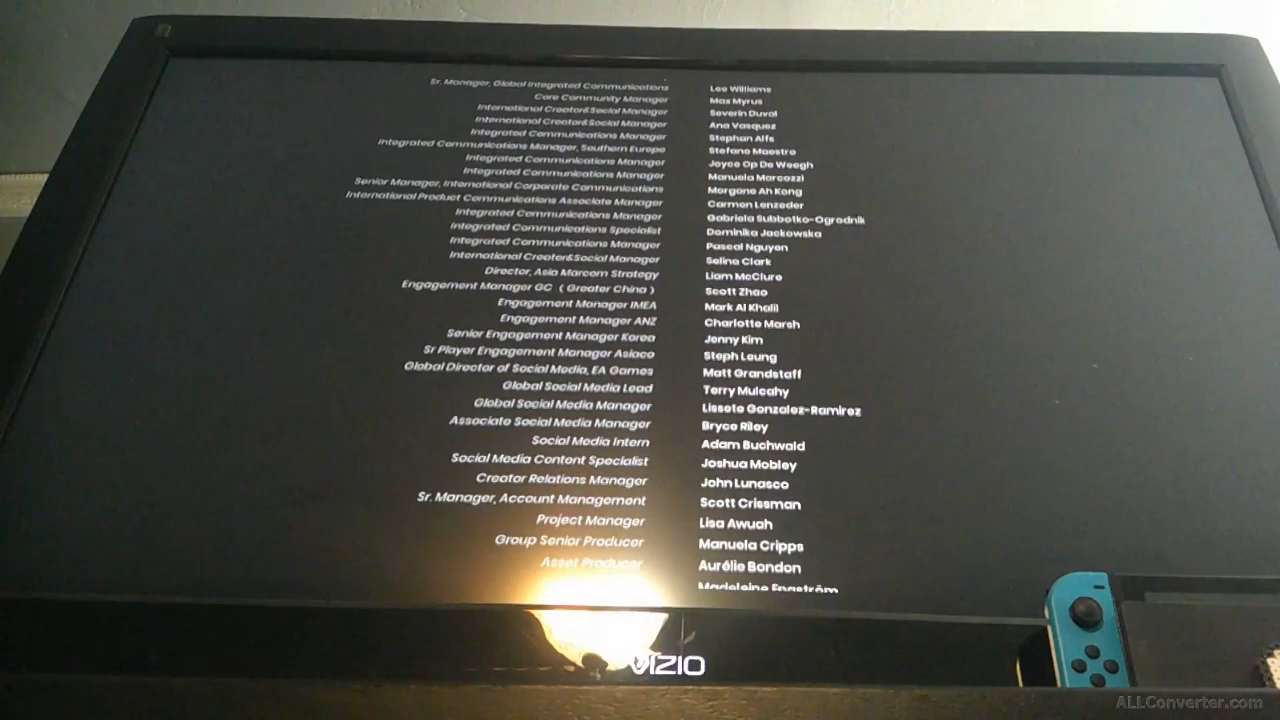 Sr. Manager, Global Integrated Communications Lee Williams
Core Community Manager Max Myrus
International Creator&Social Manager Severin Duval
International Creator&Social Manager Ana Vasquez
Integrated Communications Manager Stephan Alfs
Integrated Communications Manager, Southern Europe Stefano Maestro
Integrated Communications Manager Joyce Op De Weegh
Integrated Communications Manager Manuela Marcozzi
Senior Manager, International Corporate Communications Morgane Ah Kong
International Product Communications Associate Manager Carmen Lenzeder
Integrated Communications Manager Gabriela Subbotko-Ogrodnik
Integrated Communications Specialist Dominika Jackowska
Integrated Communications Manager Pascal Nguyen
International Creator&Social Manager Selina Clark
Director, Asia Marcom Strategy Liam McClure
Engagement Manager GC ( Greater China ) Scott Zhao
Engagement Manager IMEA Mark Al Khalil
Engagement Manager ANZ Charlotte Marsh
Senior Engagement Manager Korea Jenny Kim
Sr Player Engagement Manager Asiaco Steph Leung
Global Director of Social Media, EA Games Matt Grandstaff
Global Social Media Lead Terry Mulcahy
Global Social Media Manager Lissete Gonzalez-Ramirez
Associate Social Media Manager Bryce Riley
Social Media Intern Adam Buchwald
Social Media Content Specialist Joshua Mobley
Creator Relations Manager John Lunasco
Sr. Manager, Account Management Scott Crissman
Project Manager Lisa Awuah
Group Senior Producer Manuela Cripps
Asset Producer Aurélie Bondon
Madeleine Engström
VIZIO
ALLConverter.com